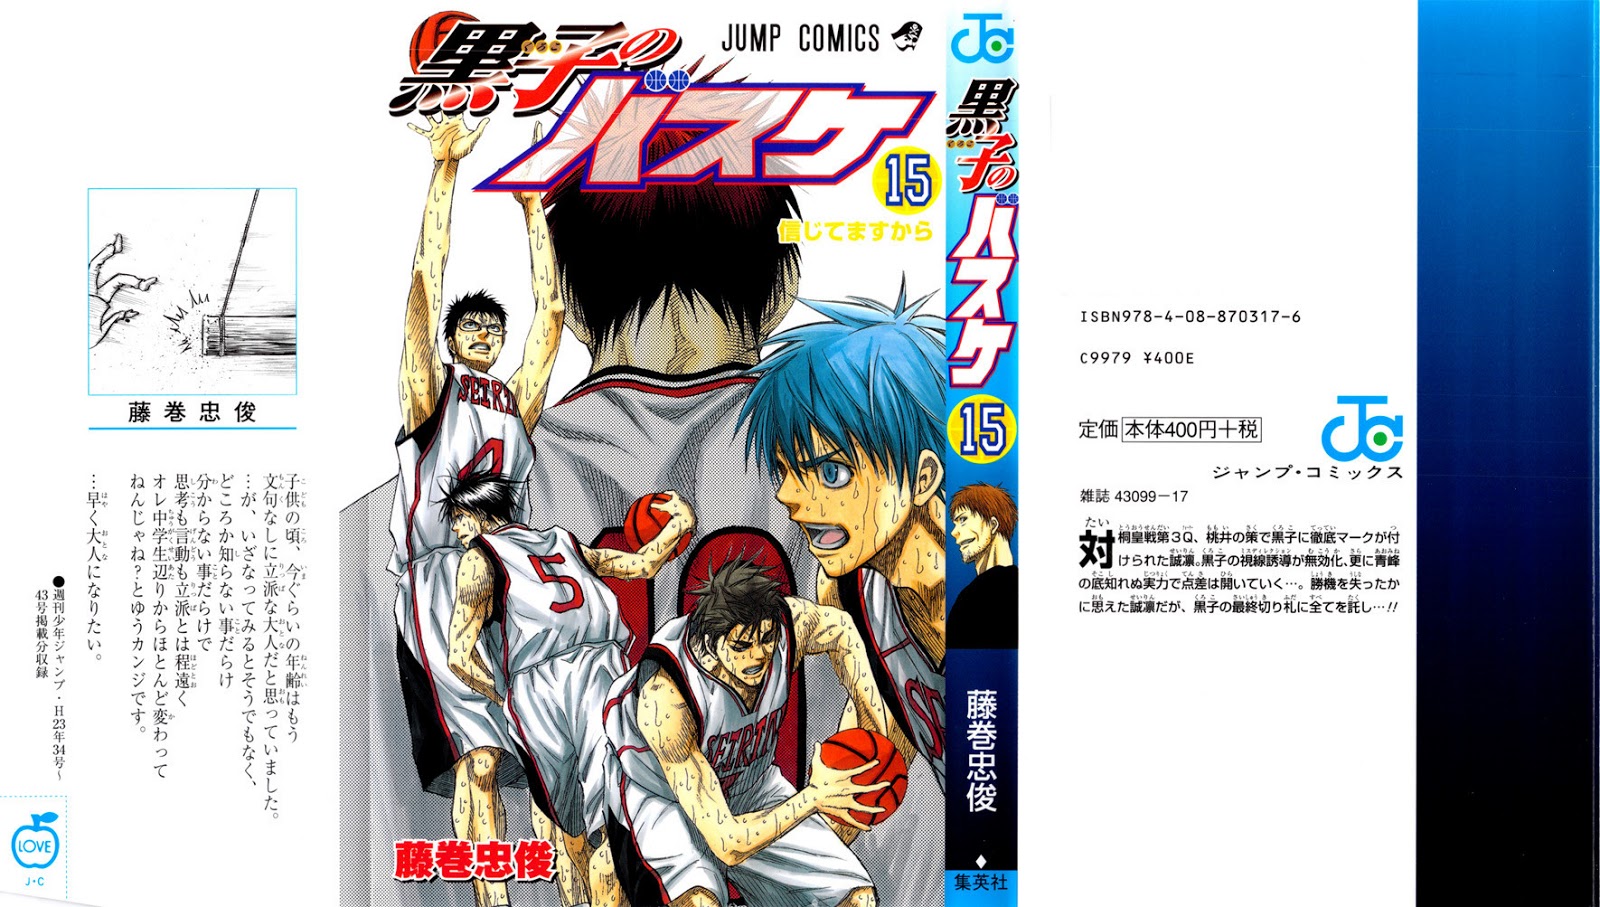 藤巻忠俊
子供の頃、今ぐらいの年齢はもう
文句なしに立派な大人だと思っていました。
…が、いざなってみるとそうでもなく、
どころか知らない事だらけ
分からない事だらけで
思考も言動も立派とは程遠く
オレ中学生辺りからほとんど変わって
ねんじゃね?とゆうカンジです。
…早く大人になりたい。
●週刊少年ジャンプ・H23年34号~
43号掲載分収録
LOVE
J・C
黒子の
くろこ
バスケ
JUMP COMICS
15
信じてますから
SEIRIN
4
5
SEIRIN
藤巻忠俊
JC
黒子の
くろこ
バスケ
15
藤巻忠俊
集英社
ISBN978-4-08-870317-6
C9979 ¥400E
定価 本体400円+税
JC
ジャンプ・コミックス
雑誌 43099-17
対桐皇戦第3Q、桃井の策で黒子に徹底マークが付
けられた誠凛。黒子の視線誘導が無効化、更に青峰
の底知れぬ実力で点差は開いていく…。勝機を失ったか
に思えた誠凛だが、黒子の最終切り札に全てを託し…!!